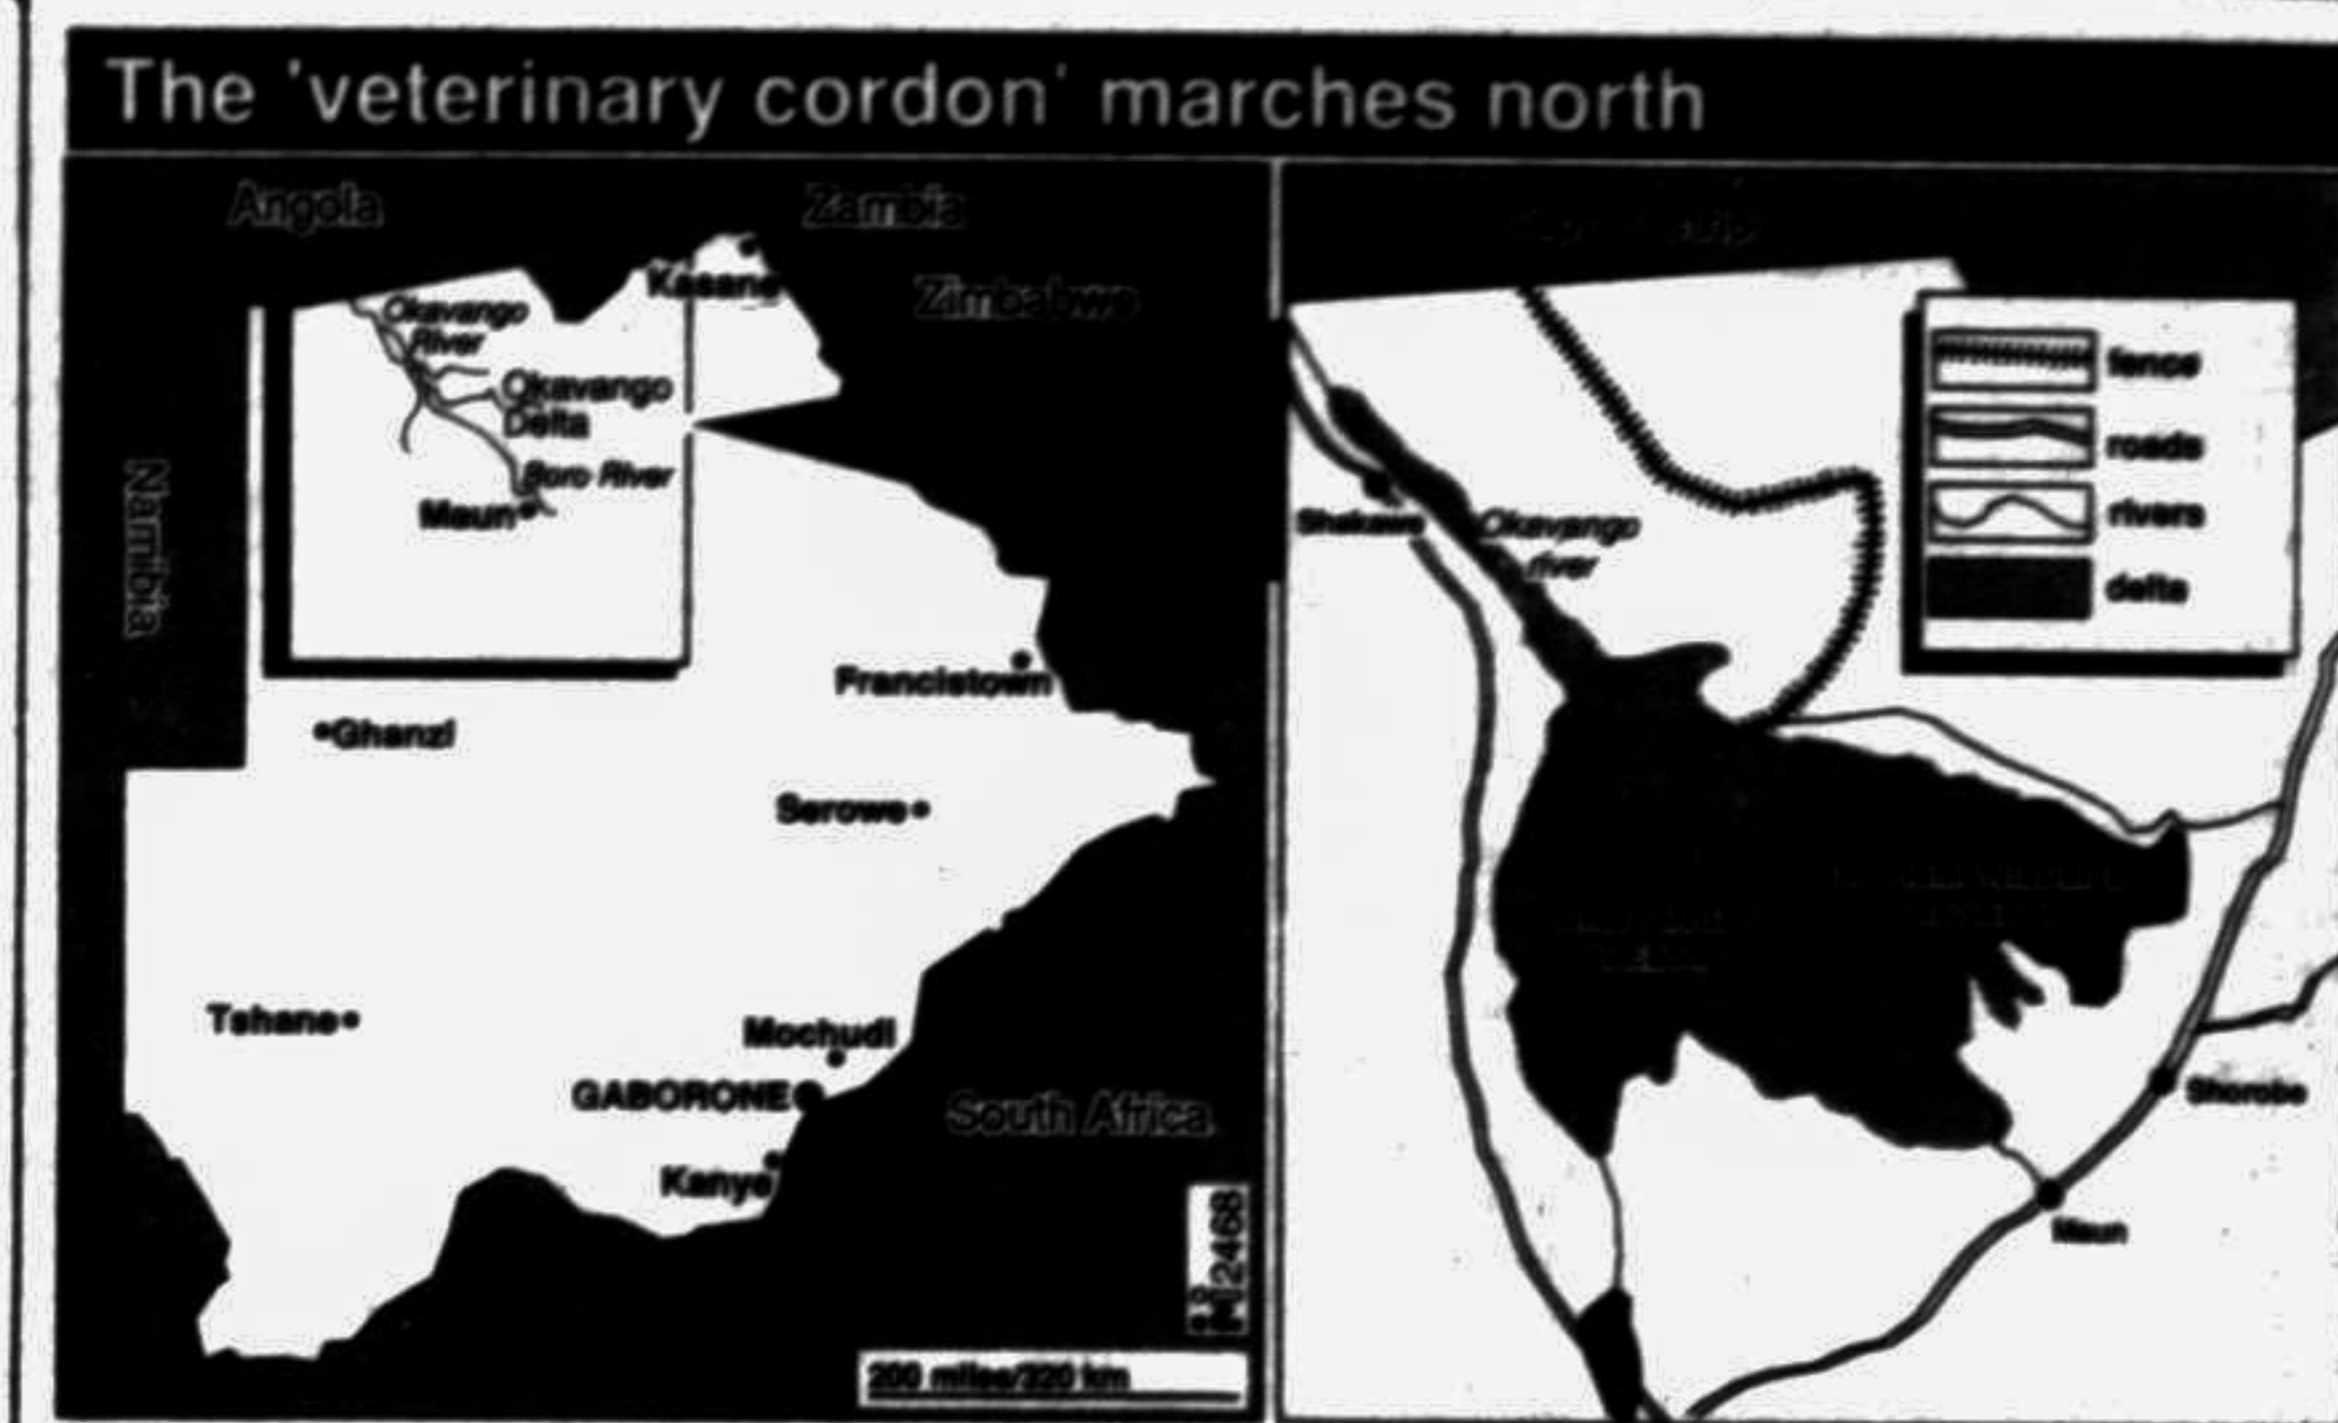 The 'veterinary cordon' marches north
Angola
Zambia
Kasane
Zimbabwe
Okavango
River
Okavango
Delta
Boro River
Maun
Namibia
Francistown
Ghanzi
Serowe
Tshane
Mochudi
GABORONE
South Africa
Kanye
2468
200 miles/320 km
fence
roads
rivers
delta
Shakawe
Okavango
river
Shorobe
Maun